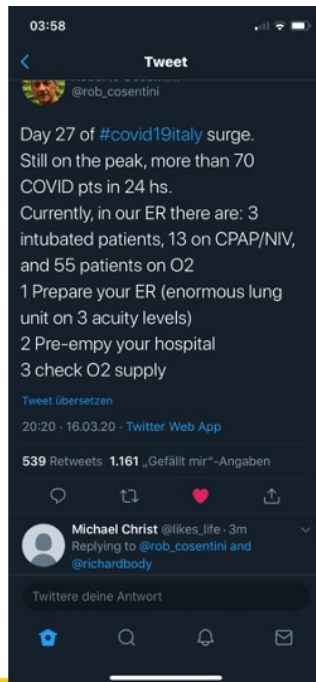 03:58
Tweet
@rob_cosentini
Day 27 of #covid19italy surge.
Still on the peak, more than 70
COVID pts in 24 hs.
Currently, in our ER there are: 3
intubated patients, 13 on CPAP/NIV,
and 55 patients on O2
1 Prepare your ER (enormous lung
unit on 3 acuity levels)
2 Pre-empy your hospital
3 check O2 supply
Tweet übersetzen
20:20 · 16.03.20 · Twitter Web App
539 Retweets 1.161 „Gefällt mir“-Angaben
Michael Christ @likes_life · 3m
Replying to @rob_cosentini and
@richardbody
Twittere deine Antwort